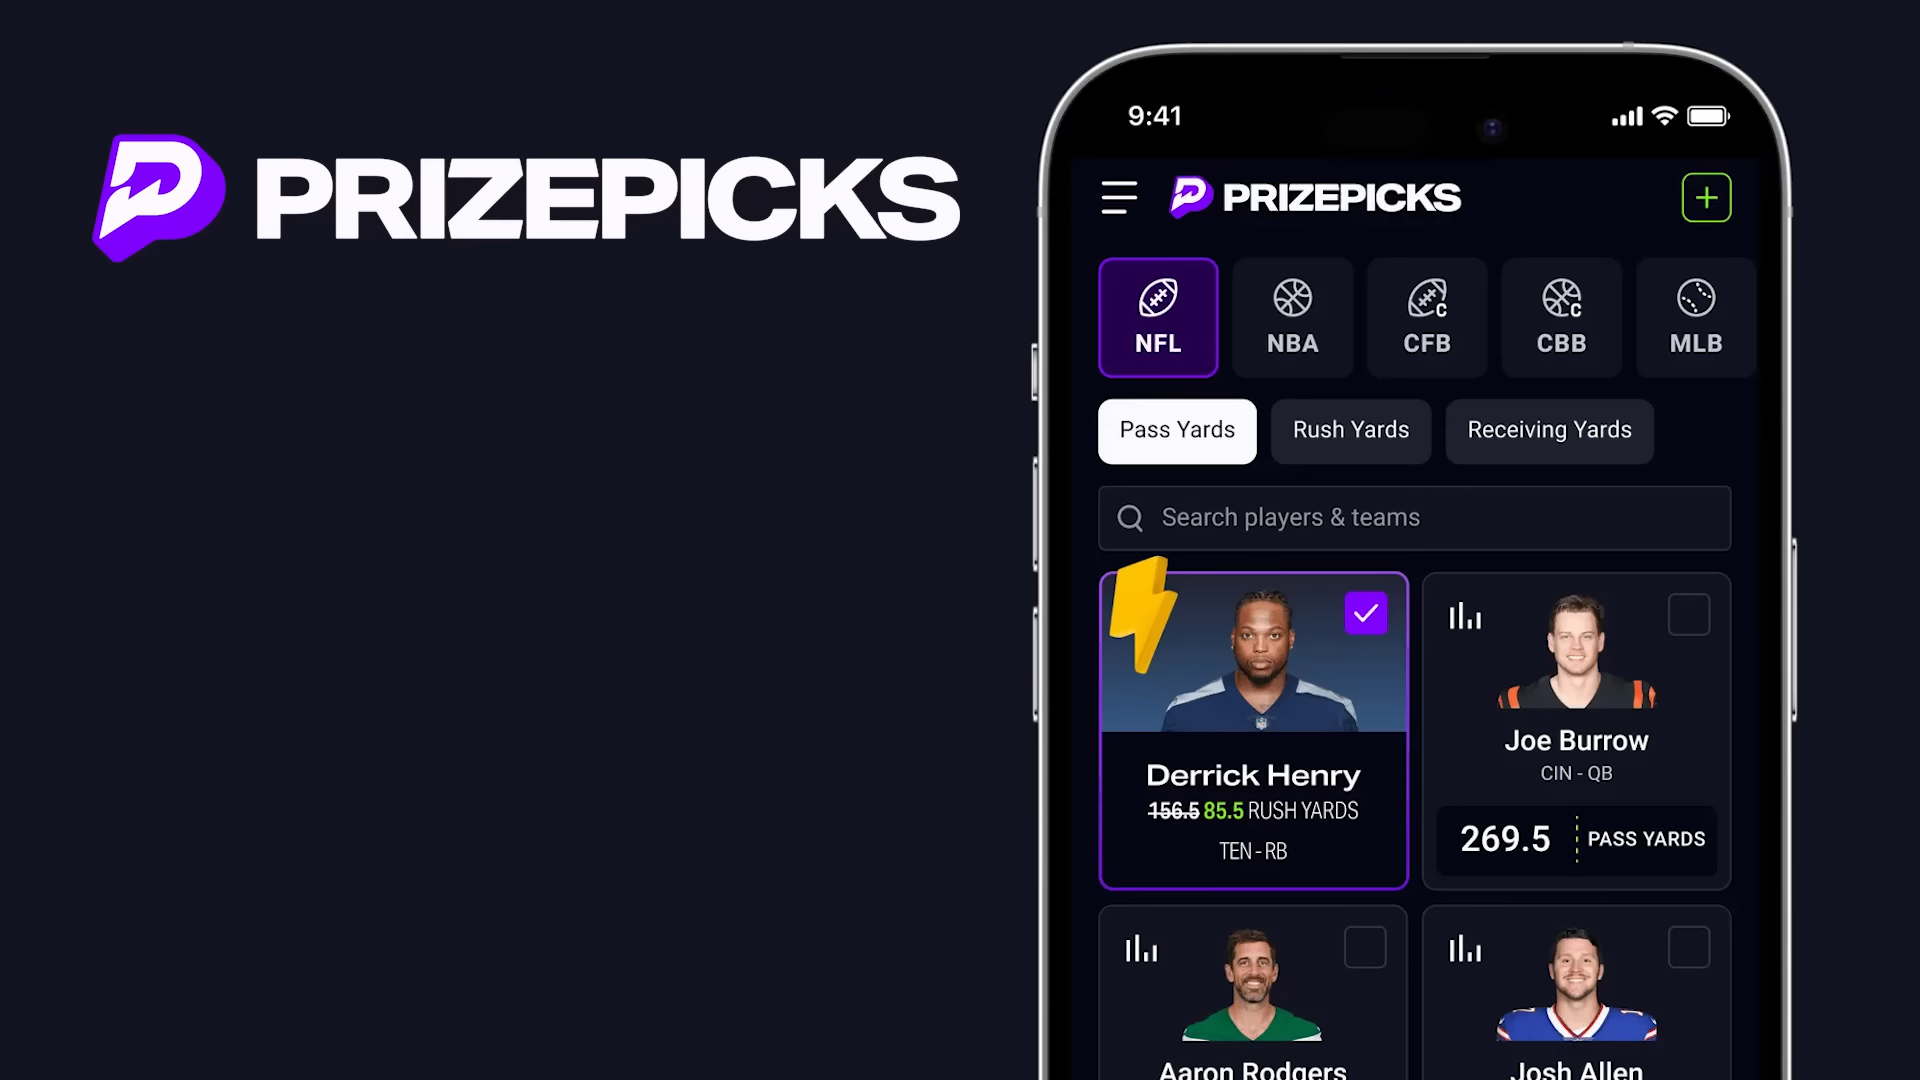 PRIZEPICKS
9:41
PRIZEPICKS
NFL
NBA
CFB
CBB
MLB
Pass Yards
Rush Yards
Receiving Yards
Search players & teams
Derrick Henry
156.5 85.5 RUSH YARDS
TEN - RB
Joe Burrow
CIN - QB
269.5 PASS YARDS
Aaron Rodgers
Josh Allen